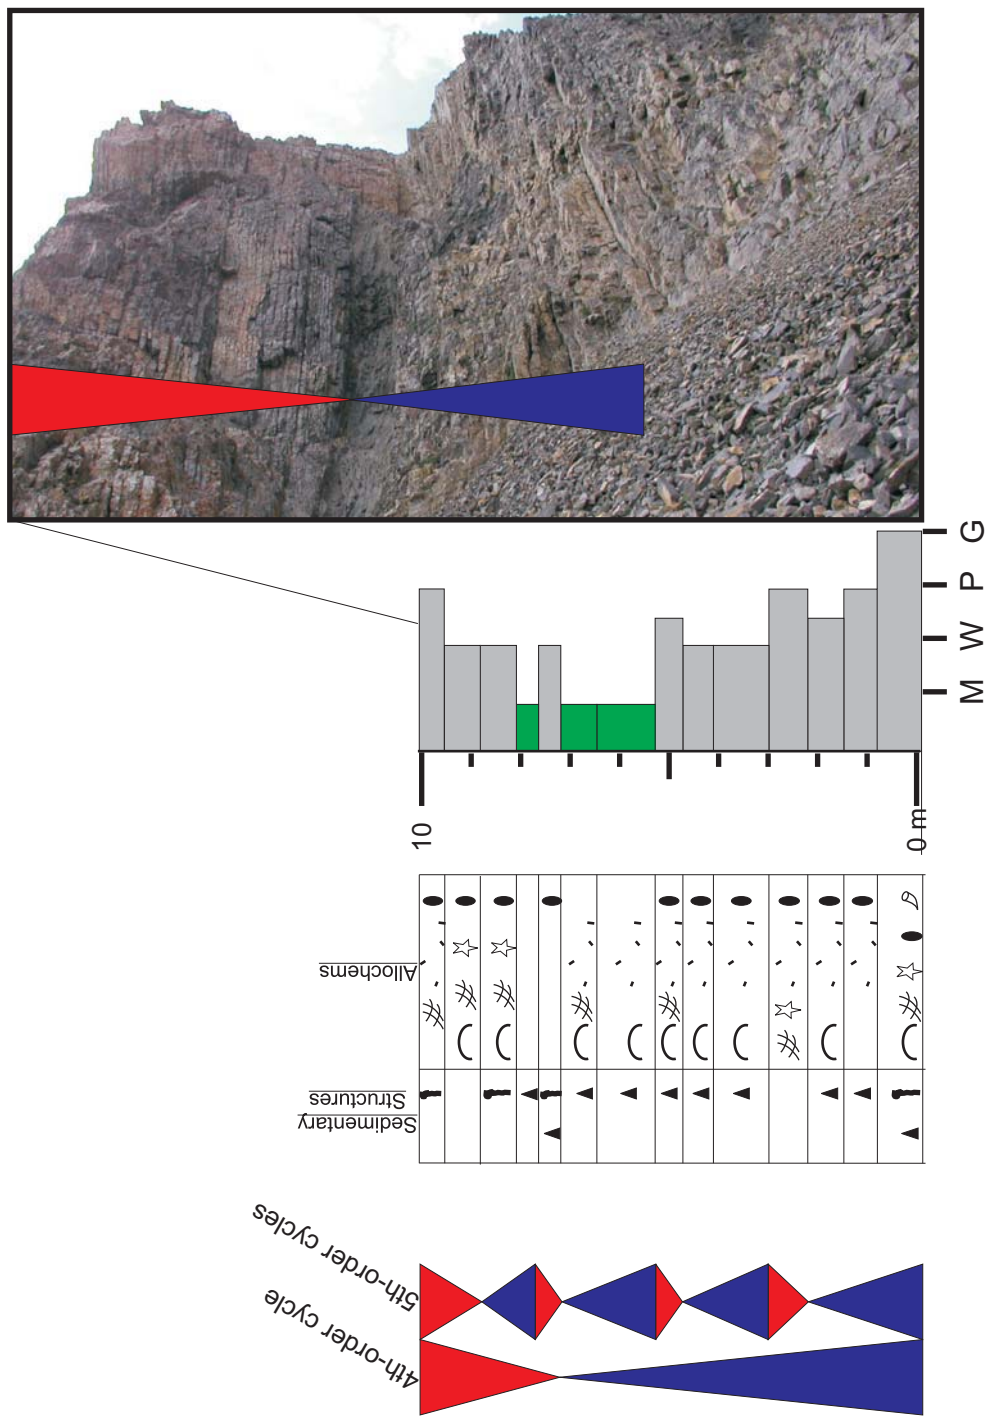 G
P
W
M
10
0 m
Allochems
Sedimentary
Structures
5th-order cycles
4th-order cycle